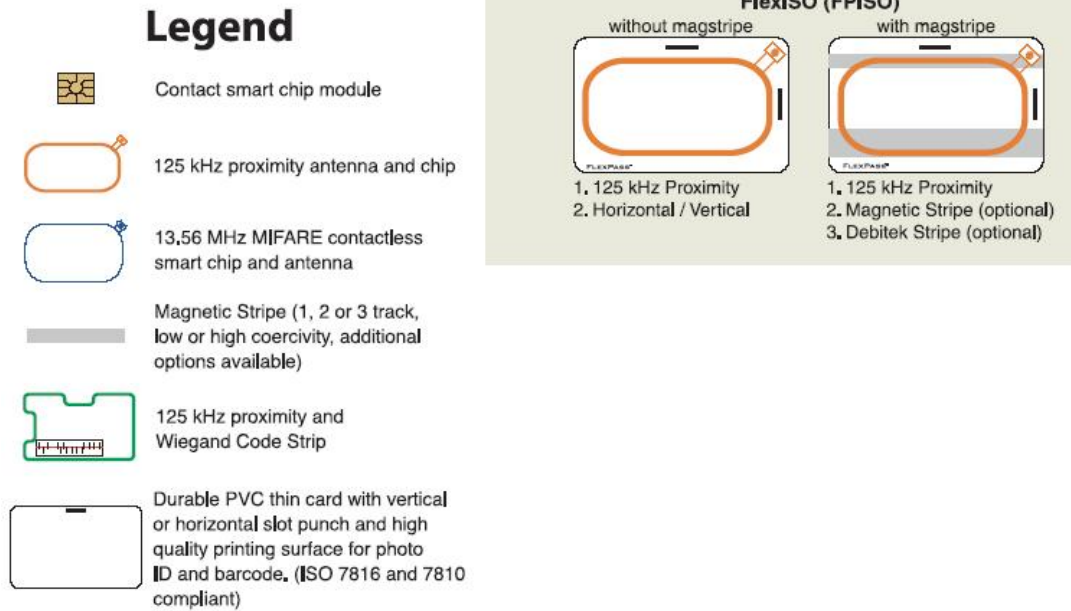 Legend
Contact smart chip module
125 kHz proximity antenna and chip
13.56 MHz MIFARE contactless
smart chip and antenna
Magnetic Stripe (1, 2 or 3 track,
low or high coercivity, additional
options available)
125 kHz proximity and
Wiegand Code Strip
Durable PVC thin card with vertical
or horizontal slot punch and high
quality printing surface for photo
ID and barcode. (ISO 7816 and 7810
compliant)
FlexISO (FPISO)
without magstripe
FLEXPASS
1. 125 kHz Proximity
2. Horizontal / Vertical
with magstripe
FLEXPASS
1. 125 kHz Proximity
2. Magnetic Stripe (optional)
3. Debitek Stripe (optional)